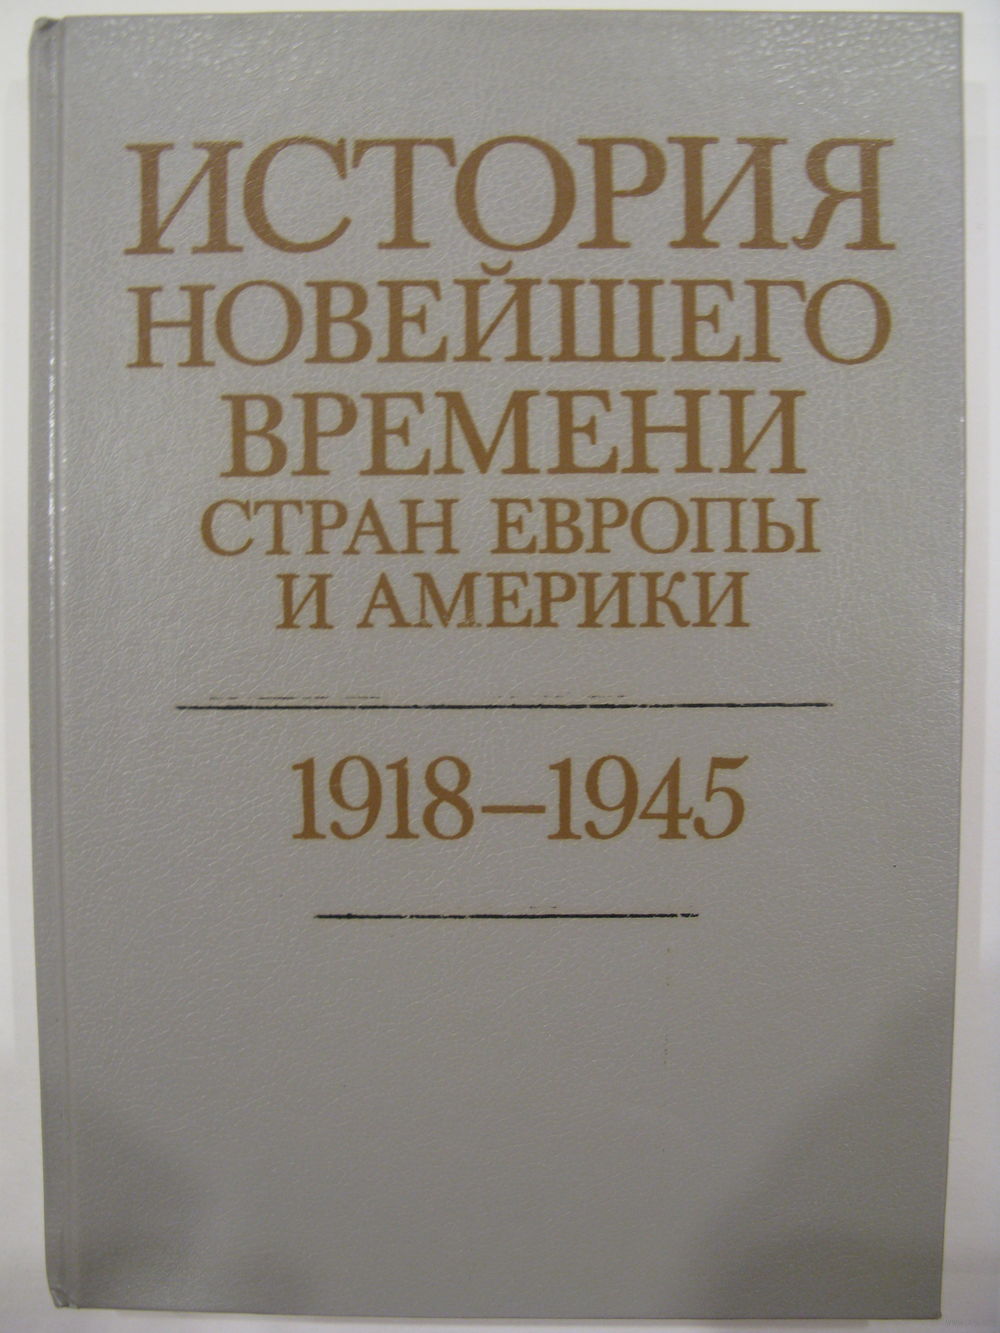 ИСТОРИЯ
НОВЕЙШЕГО
ВРЕМЕНИ
СТРАН ЕВРОПЫ
И АМЕРИКИ
1918–1945